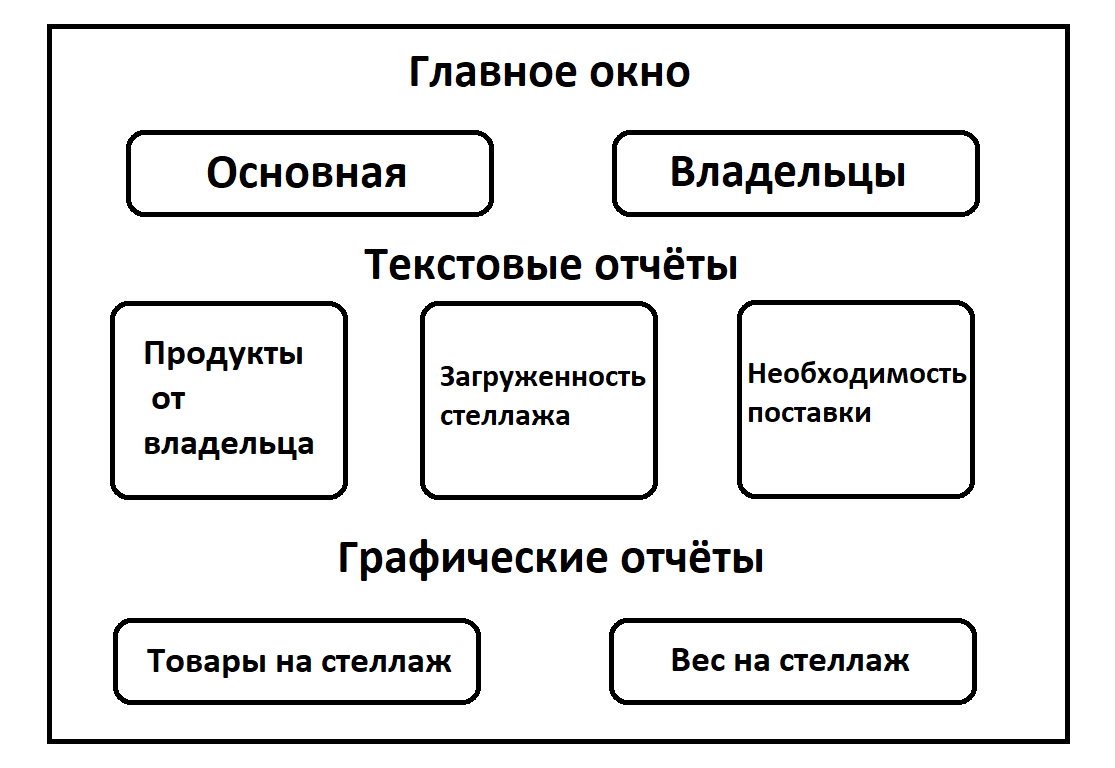 Главное окно
Основная
Владельцы
Текстовые отчёты
Продукты
от
владельца
Загруженность
стеллажа
Необходимость
поставки
Графические отчёты
Товары на стеллаж
Вес на стеллаж